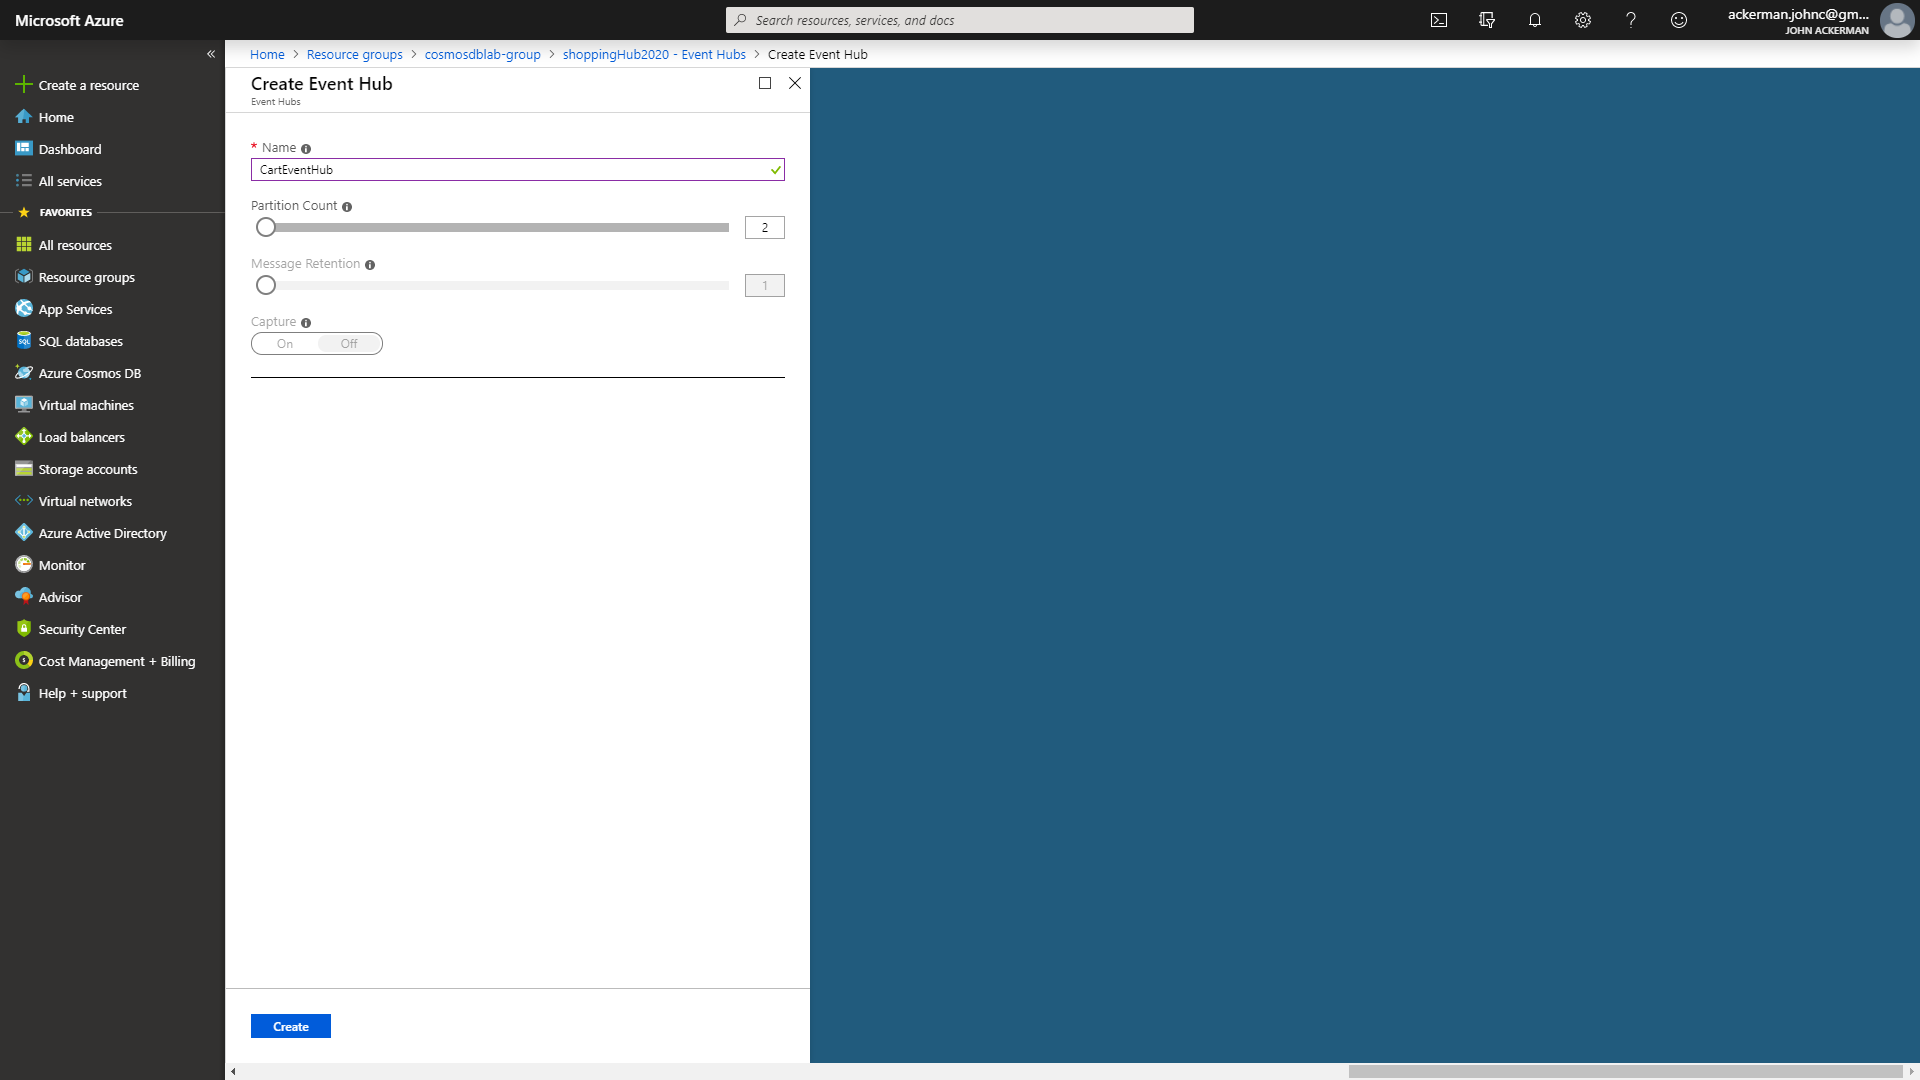 Microsoft Azure
Search resources, services, and docs
ackerman.johnc@gm...
JOHN ACKERMAN
Home > Resource groups > cosmosdblab-group > shoppingHub2020 - Event Hubs > Create Event Hub
Create a resource
Home
Dashboard
All services
FAVORITES
All resources
Resource groups
App Services
SQL databases
Azure Cosmos DB
Virtual machines
Load balancers
Storage accounts
Virtual networks
Azure Active Directory
Monitor
Advisor
Security Center
Cost Management + Billing
Help + support
Create Event Hub
Event Hubs
* Name
CartEventHub
Partition Count
2
Message Retention
1
Capture
On Off
Create